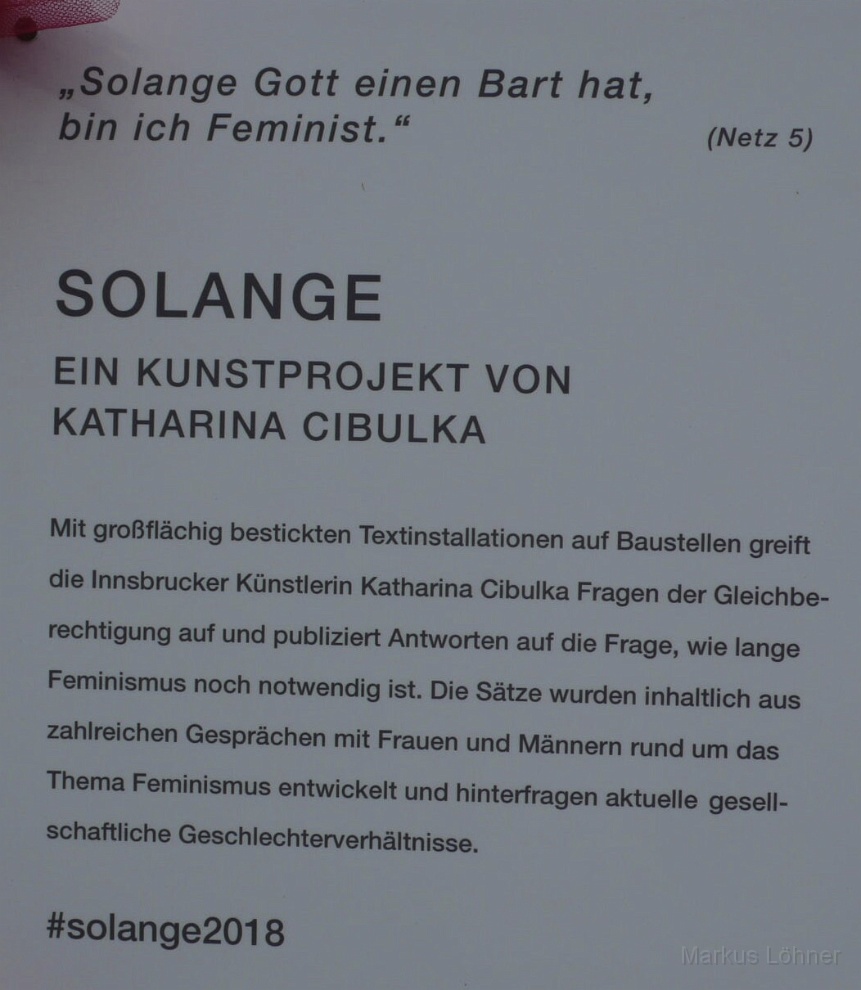 „Solange Gott einen Bart hat,
bin ich Feminist.“
(Netz 5)
SOLANGE
EIN KUNSTPROJEKT VON
KATHARINA CIBULKA
Mit großflächig bestickten Textinstallationen auf Baustellen greift
die Innsbrucker Künstlerin Katharina Cibulka Fragen der Gleichbe-
rechtigung auf und publiziert Antworten auf die Frage, wie lange
Feminismus noch notwendig ist. Die Sätze wurden inhaltlich aus
zahlreichen Gesprächen mit Frauen und Männern rund um das
Thema Feminismus entwickelt und hinterfragen aktuelle gesell-
schaftliche Geschlechterverhältnisse.
#solange2018
Markus Löhner